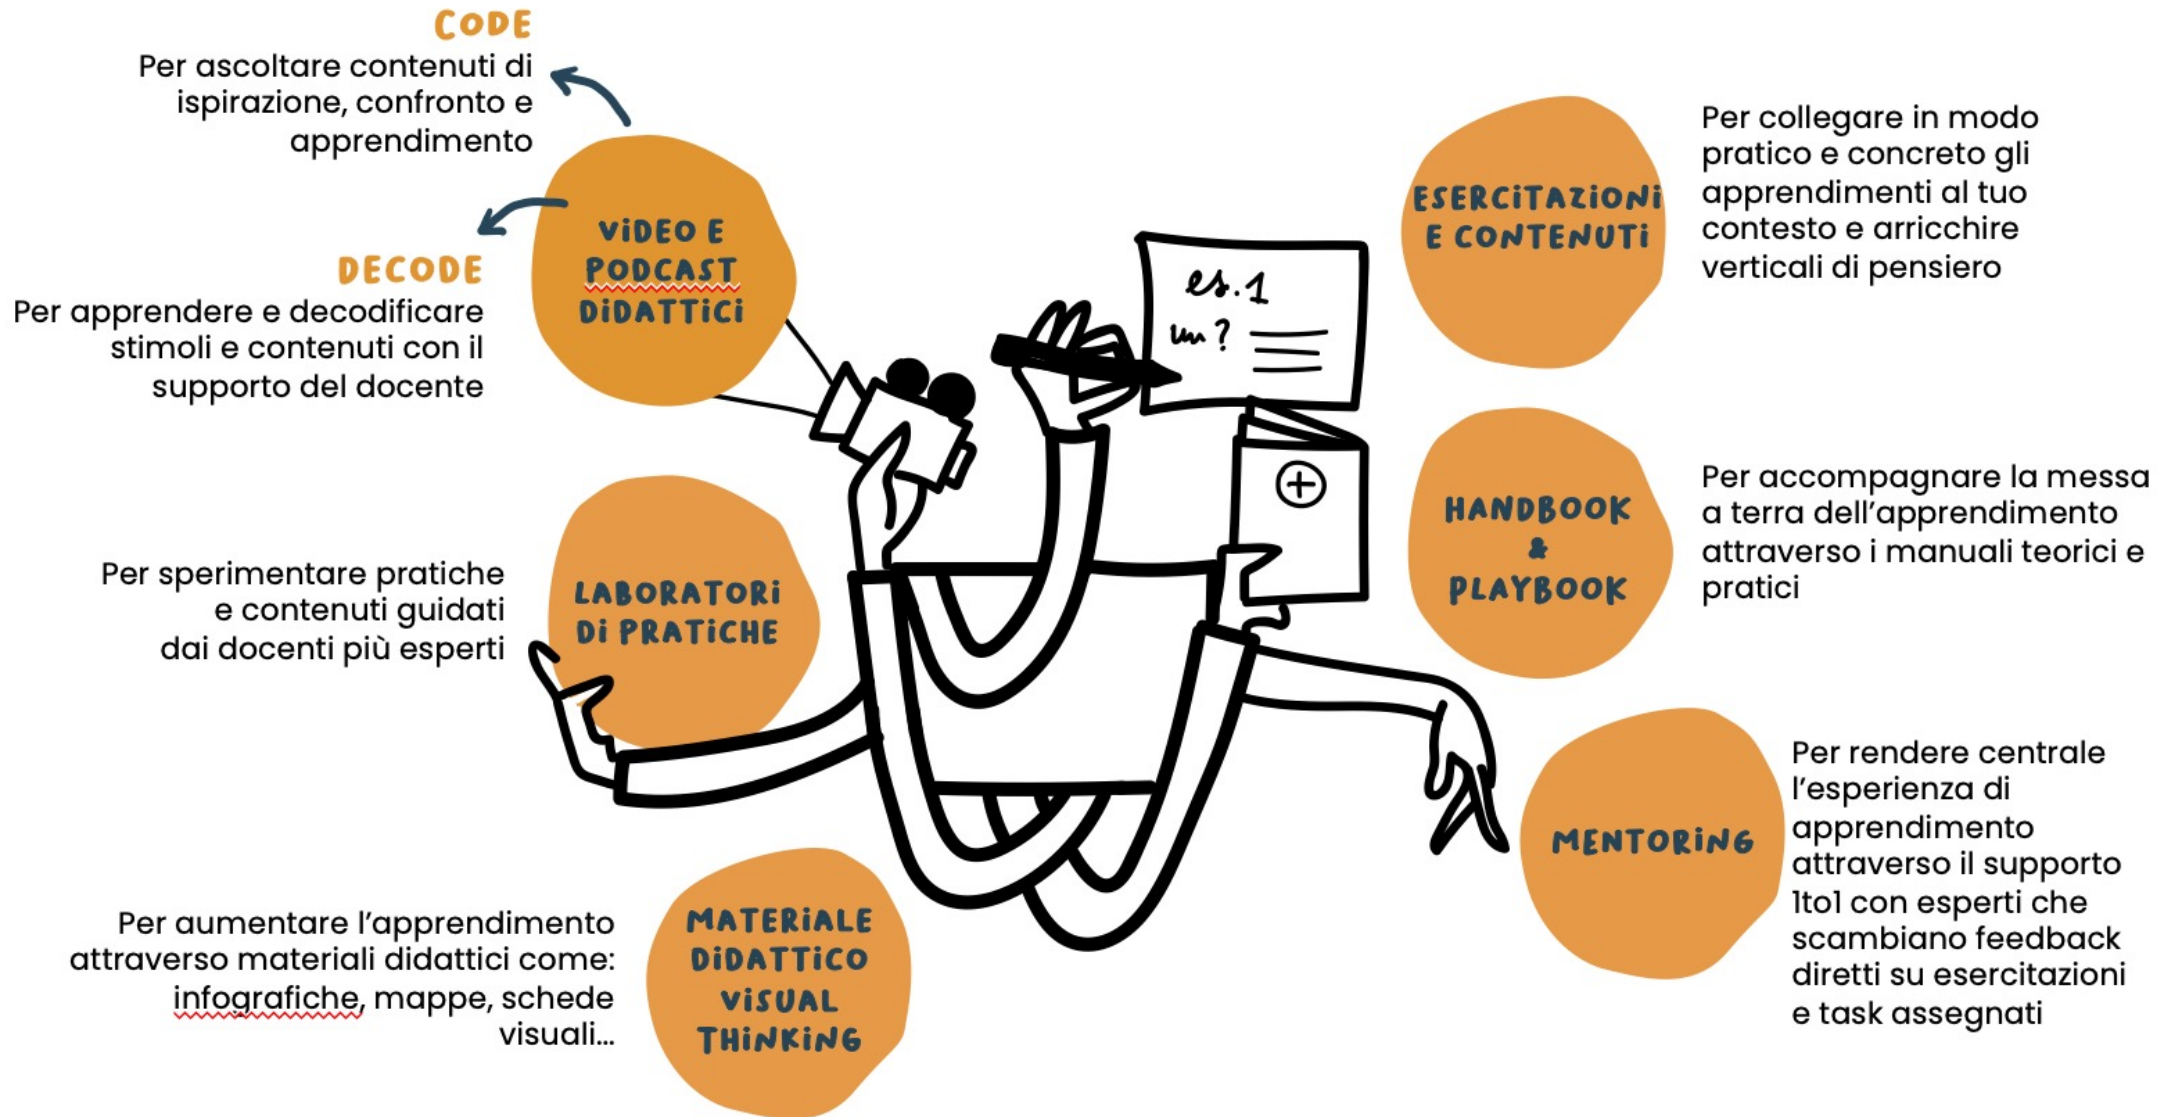 CODE
Per ascoltare contenuti di
ispirazione, confronto e
apprendimento
DECODE
Per apprendere e decodificare
stimoli e contenuti con il
supporto del docente
ViDEO E
PODCAST
DiDATTiCi
Per sperimentare pratiche
e contenuti guidati
dai docenti più esperti
LABORATORi
Di PRATiCHE
Per aumentare l’apprendimento
attraverso materiali didattici come:
infografiche, mappe, schede
visuali...
MATERiALE
DiDATTiCO
ViSUAL
THiNKiNG
es.1
un ?
ESERCiTAZiONi
E CONTENUTi
Per collegare in modo
pratico e concreto gli
apprendimenti al tuo
contesto e arricchire
verticali di pensiero
HANDBOOK
&
PLAYBOOK
Per accompagnare la messa
a terra dell’apprendimento
attraverso i manuali teorici e
pratici
MENTORiNG
Per rendere centrale
l’esperienza di
apprendimento
attraverso il supporto
1to1 con esperti che
scambiano feedback
diretti su esercitazioni
e task assegnati